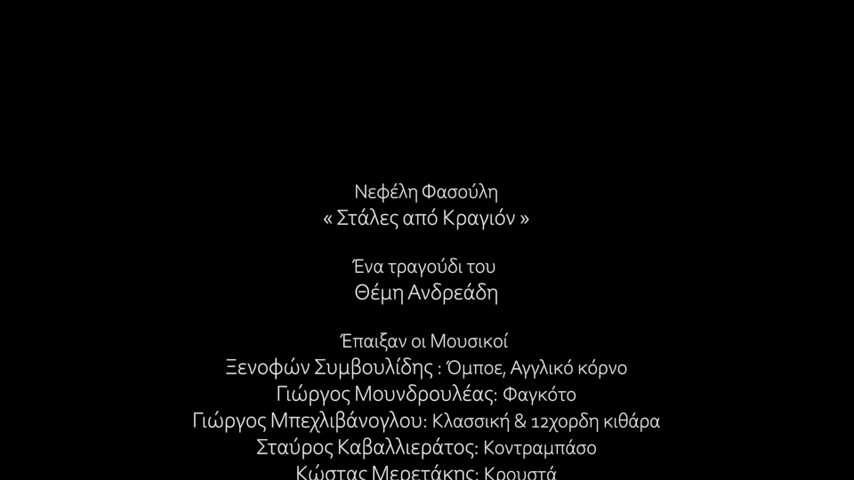 Νεφέλη Φασούλη
« Στάλες από Κραγιόν »
Ένα τραγούδι του
Θέμη Ανδρεάδη
Έπαιξαν οι Μουσικοί
Ξενοφών Συμβουλίδης : Όμποε, Αγγλικό κόρνο
Γιώργος Μουνδρουλέας: Φαγκότο
Γιώργος Μπεχλιβάνογλου: Κλασσική & 12χορδη κιθάρα
Σταύρος Καβαλλιεράτος: Κοντραμπάσο
Κώστας Μερετάκης: Κρουστά